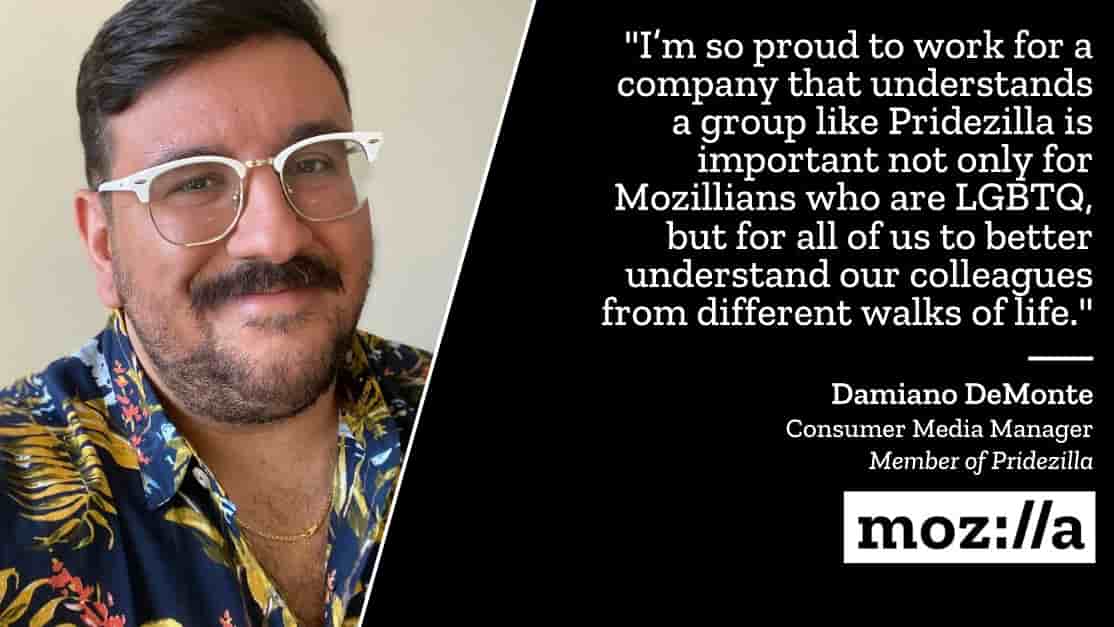 "I'm so proud to work for a
company that understands
a group like Pridezilla is
important not only for
Mozillians who are LGBTQ,
but for all of us to better
understand our colleagues
from different walks of life."
Damiano DeMonte
Consumer Media Manager
Member of Pridezilla
moz://a